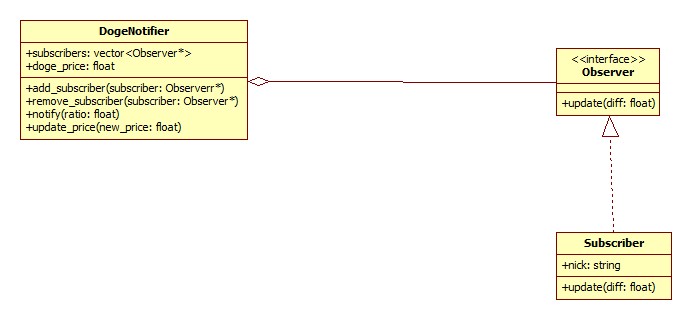 DogeNotifier
+subscribers: vector<Observer*>
+doge_price: float
+add_subscriber(subscriber: Observerr*)
+remove_subscriber(subscriber: Observer*)
+notify(ratio: float)
+update_price(new_price: float)
<<interface>>
Observer
+update(diff: float)
Subscriber
+nick: string
+update(diff: float)